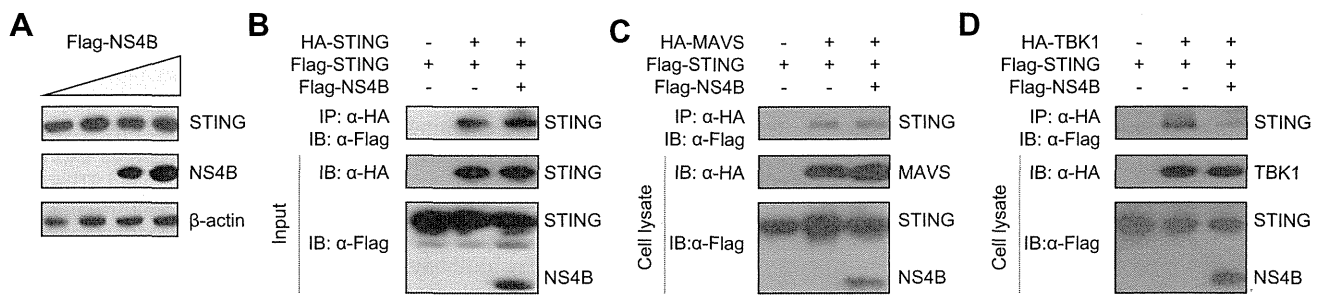 A
Flag-NS4B
STING
NS4B
β-actin
B
HA-STING - + +
Flag-STING + + +
Flag-NS4B - - +
IP: α-HA
IB: α-Flag
STING
IB: α-HA
STING
Input
IB: α-Flag
STING
NS4B
C
HA-MAVS - + +
Flag-STING + + +
Flag-NS4B - - +
IP: α-HA
IB: α-Flag
STING
IB: α-HA
MAVS
Cell lysate
IB:α-Flag
STING
NS4B
D
HA-TBK1 - + +
Flag-STING + + +
Flag-NS4B - - +
IP: α-HA
IB: α-Flag
STING
IB: α-HA
TBK1
Cell lysate
IB:α-Flag
STING
NS4B